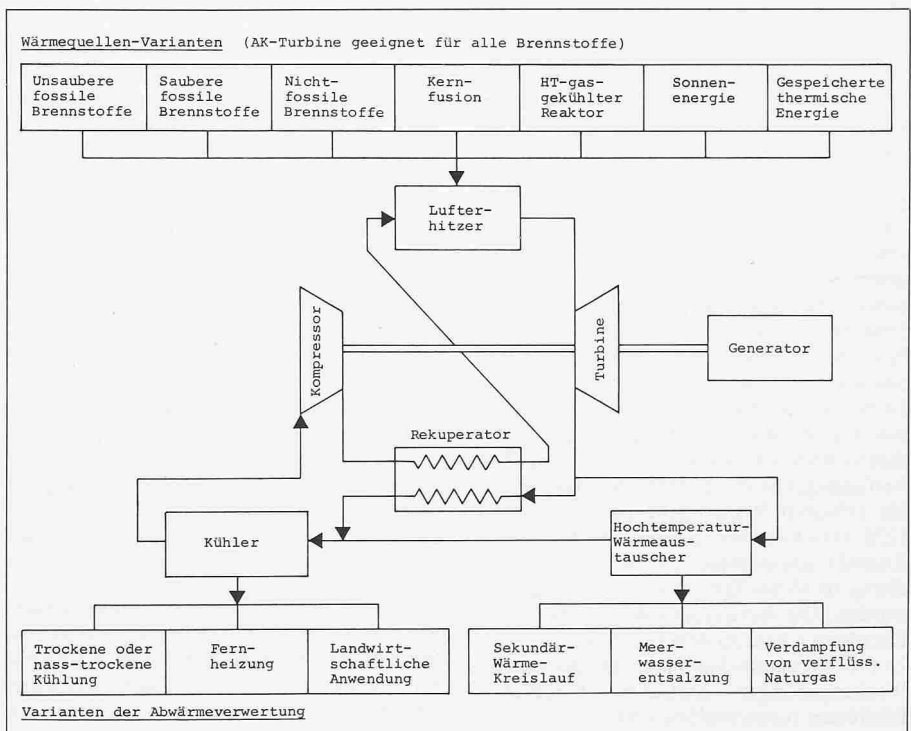 Wärmequellen-Varianten (AK-Turbine geeignet für alle Brennstoffe)
Unsaubere
fossile
Brennstoffe
Saubere
fossile
Brennstoffe
Nicht-
fossile
Brennstoffe
Kern-
fusion
HT-gas-
gekühlter
Reaktor
Sonnen-
energie
Gespeicherte
thermische
Energie
Lufter-
hitzer
Kompressor
Turbine
Generator
Rekuperator
Kühler
Hochtemperatur-
Wärmeaus-
tauscher
Trockene oder
nass-trockene
Kühlung
Fern-
heizung
Landwirt-
schaftliche
Anwendung
Sekundär-
Wärme-
Kreislauf
Meer-
wasser-
entsalzung
Verdampfung
von verflüss.
Naturgas
Varianten der Abwärmeverwertung